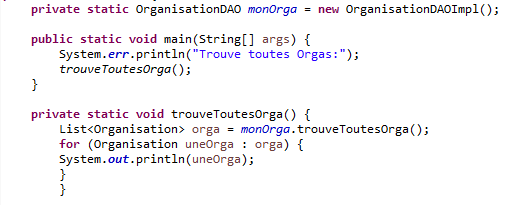 private static OrganisationDAO monOrga = new OrganisationDAOImpl();
public static void main(String[] args) {
System.err.println("Trouve toutes Orgas:");
trouveToutesOrga();
}
private static void trouveToutesOrga() {
List<Organisation> orga = monOrga.trouveToutesOrga();
for (Organisation uneOrga : orga) {
System.out.println(uneOrga);
}
}